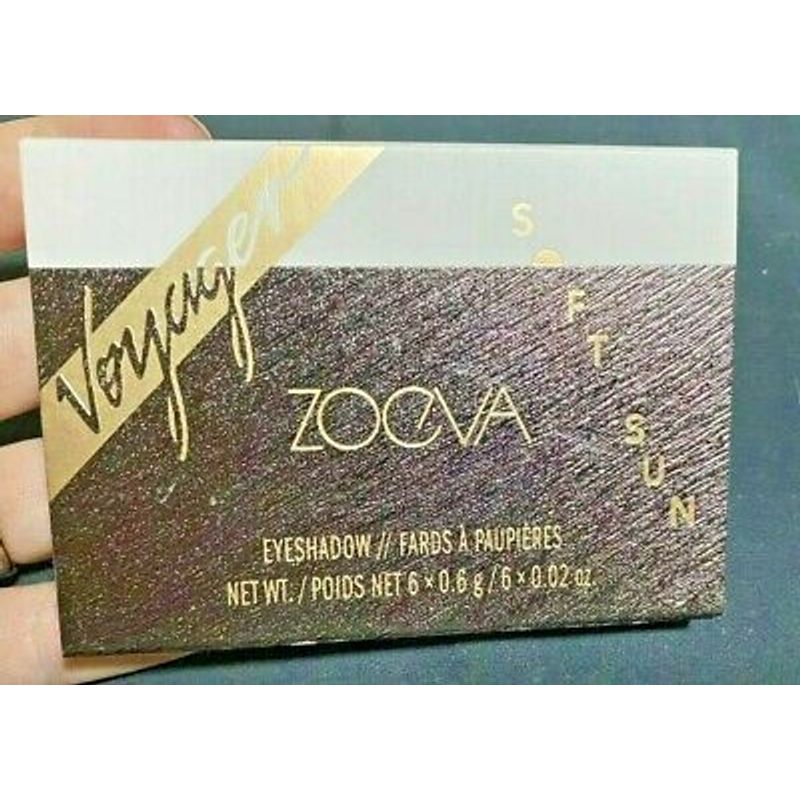 Voyager
SOFT SUN
ZOEVA
EYESHADOW // FARDS À PAUPIÈRES
NET WT. / POIDS NET 6 × 0.6 g / 6 × 0.02 oz.